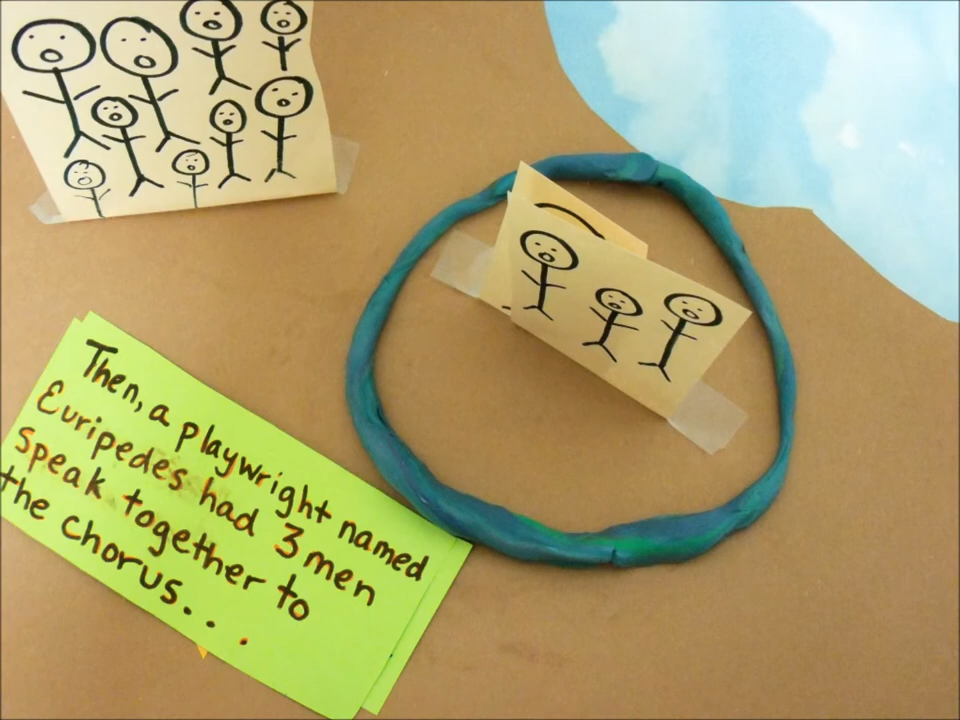 Then, a playwright named
Euripedes had 3 men
speak together to
the chorus...